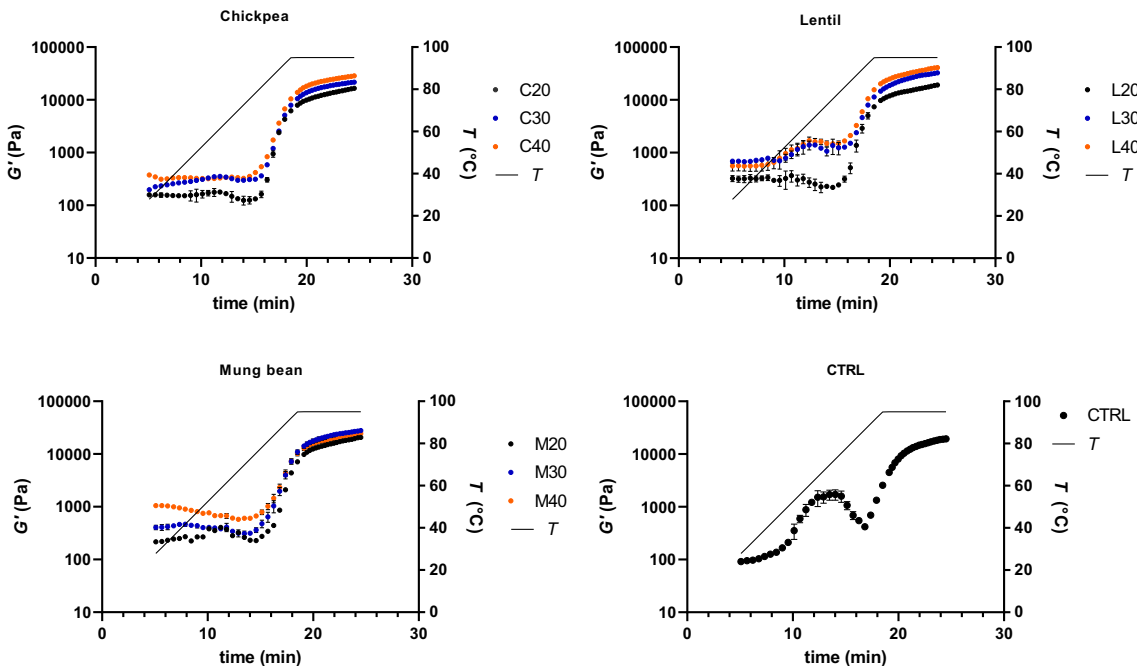 Chickpea
100000
10000
1000
100
10
G' (Pa)
0
10
20
30
time (min)
100
80
60
40
20
0
T (°C)
C20
C30
C40
T
Lentil
100000
10000
1000
100
10
G' (Pa)
0
10
20
30
time (min)
100
80
60
40
20
0
T (°C)
L20
L30
L40
T
Mung bean
100000
10000
1000
100
10
G' (Pa)
0
10
20
30
time (min)
100
80
60
40
20
0
T (°C)
M20
M30
M40
T
CTRL
100000
10000
1000
100
10
G' (Pa)
0
10
20
30
time (min)
100
80
60
40
20
0
T (°C)
CTRL
T